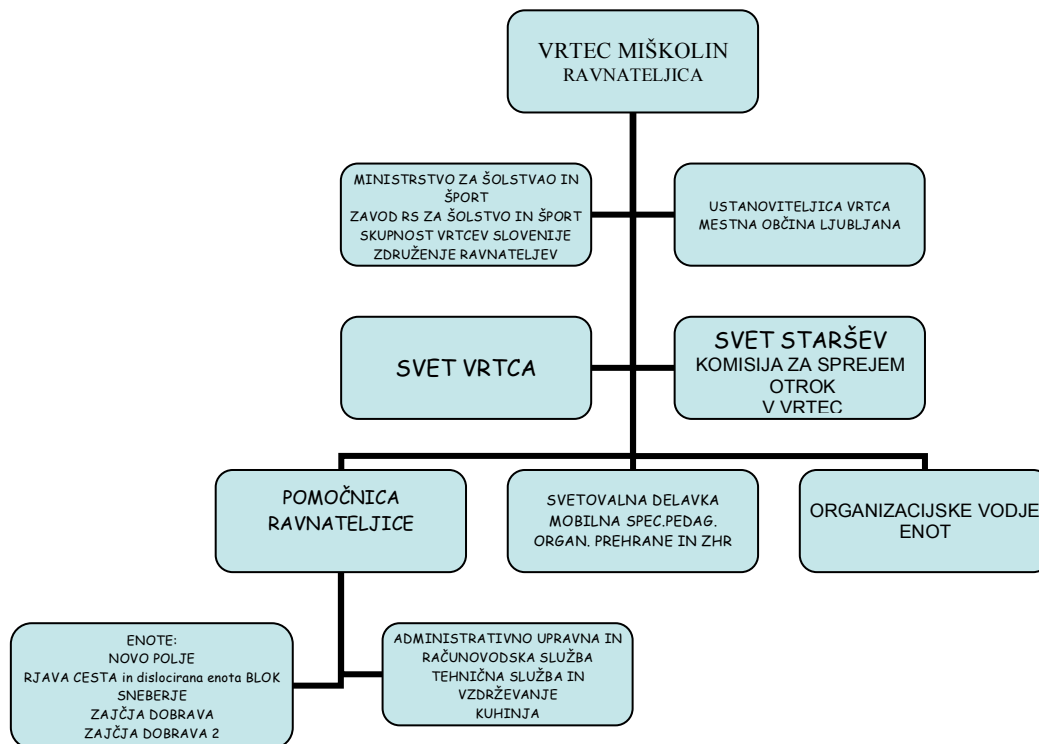 VRTEC MIŠKOLIN
RAVNATELJICA
MINISTRSTVO ZA ŠOLSTVAO IN
ŠPORT
ZAVOD RS ZA ŠOLSTVO IN ŠPORT
SKUPNOST VRTCEV SLOVENIJE
ZDRUŽENJE RAVNATELJEV
USTANOVITELJICA VRTCA
MESTNA OBČINA LJUBLJANA
SVET VRTCA
SVET STARŠEV
KOMISIJA ZA SPREJEM
OTROK
V VRTEC
POMOČNICA
RAVNATELJICE
SVETOVALNA DELAVKA
MOBILNA SPEC.PEDAG.
ORGAN. PREHRANE IN ZHR
ORGANIZACIJSKE VODJE
ENOT
ENOTE:
NOVO POLJE
RJAVA CESTA in dislocirana enota BLOK
SNEBERJE
ZAJČJA DOBRAVA
ZAJČJA DOBRAVA 2
ADMINISTRATIVNO UPRAVNA IN
RAČUNOVODSKA SLUŽBA
TEHNIČNA SLUŽBA IN
VZDRŽEVANJE
KUHINJA